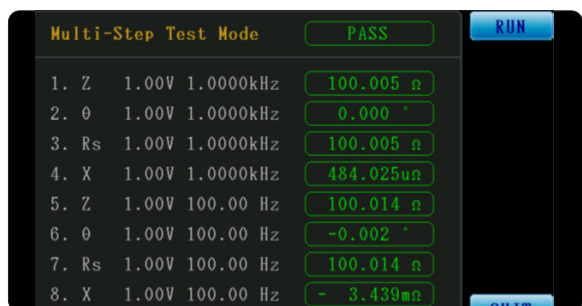 Multi-Step Test Mode PASS RUN
1. Z 1.00V 1.0000kHz 100.005 Ω
2. θ 1.00V 1.0000kHz 0.000 °
3. Rs 1.00V 1.0000kHz 100.005 Ω
4. X 1.00V 1.0000kHz 484.025uΩ
5. Z 1.00V 100.00 Hz 100.014 Ω
6. θ 1.00V 100.00 Hz -0.002 °
7. Rs 1.00V 100.00 Hz 100.014 Ω
8. X 1.00V 100.00 Hz - 3.439mΩ